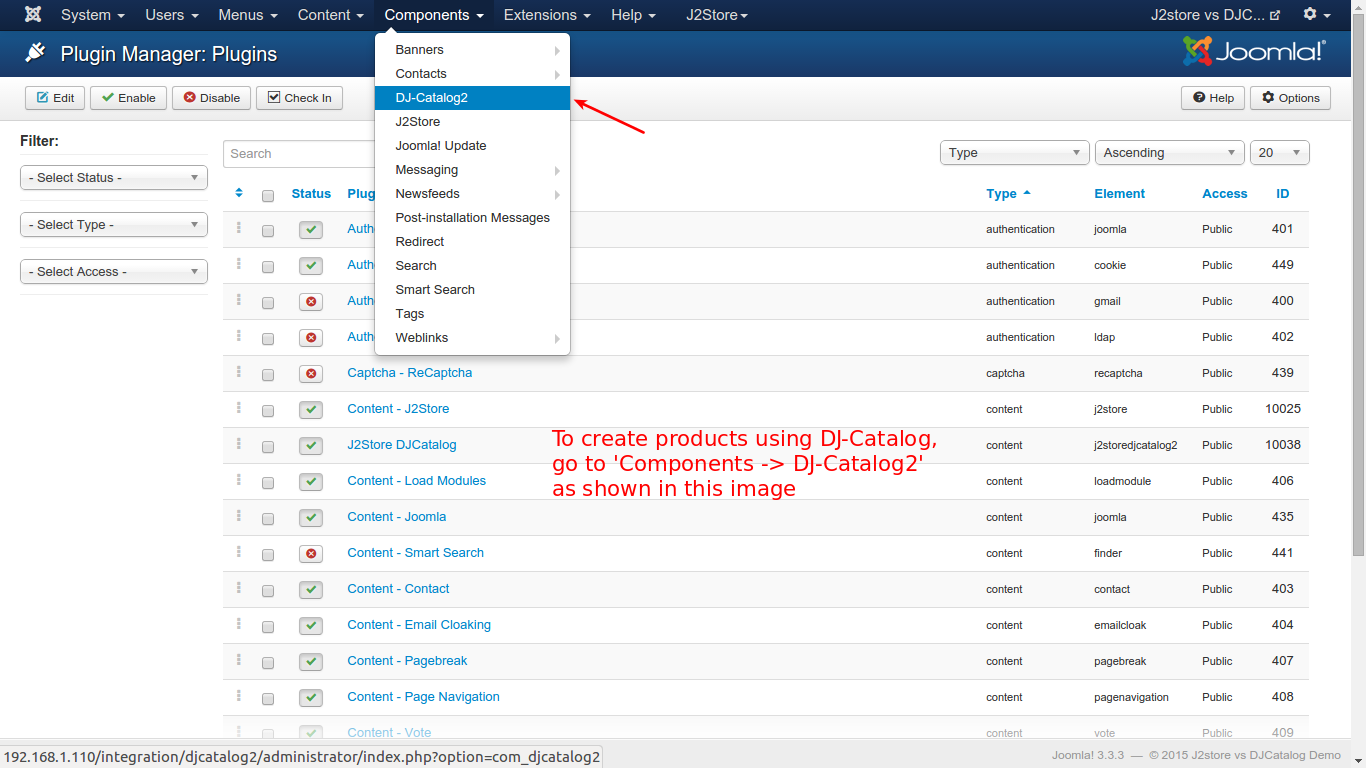 System Users Menus Content Components Extensions Help J2Store J2store vs DJC...
Plugin Manager: Plugins Joomla!®
Edit Enable Disable Check In Help Options
Filter:
- Select Status -
- Select Type -
- Select Access -
Banners
Contacts
DJ-Catalog2
J2Store
Joomla! Update
Messaging
Newsfeeds
Post-installation Messages
Redirect
Search
Smart Search
Tags
Weblinks
Search Type Ascending 20
Status Plug Type Element Access ID
Auth authentication joomla Public 401
Auth authentication cookie Public 449
Auth authentication gmail Public 400
Auth authentication ldap Public 402
Captcha - ReCaptcha captcha recaptcha Public 439
Content - J2Store content j2store Public 10025
J2Store DJCatalog content j2storedjcatalog2 Public 10038
Content - Load Modules content loadmodule Public 406
Content - Joomla content joomla Public 435
Content - Smart Search content finder Public 441
Content - Contact content contact Public 403
Content - Email Cloaking content emailcloak Public 404
Content - Pagebreak content pagebreak Public 407
Content - Page Navigation content pagenavigation Public 408
Content - Vote content vote Public 409
To create products using DJ-Catalog,
go to 'Components -> DJ-Catalog2'
as shown in this image
192.168.1.110/integration/djcatalog2/administrator/index.php?option=com_djcatalog2
Joomla! 3.3.3 — © 2015 J2store vs DJCatalog Demo